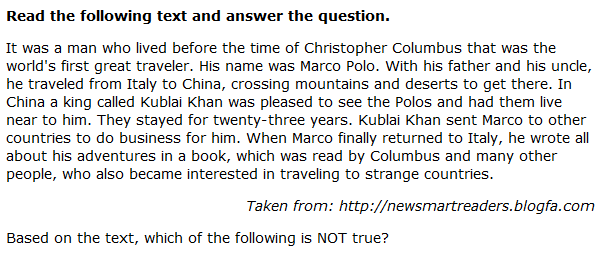 Read the following text and answer the question.
It was a man who lived before the time of Christopher Columbus that was the
world's first great traveler. His name was Marco Polo. With his father and his uncle,
he traveled from Italy to China, crossing mountains and deserts to get there. In
China a king called Kublai Khan was pleased to see the Polos and had them live
near to him. They stayed for twenty-three years. Kublai Khan sent Marco to other
countries to do business for him. When Marco finally returned to Italy, he wrote all
about his adventures in a book, which was read by Columbus and many other
people, who also became interested in traveling to strange countries.
Taken from: http://newsmartreaders.blogfa.com
Based on the text, which of the following is NOT true?